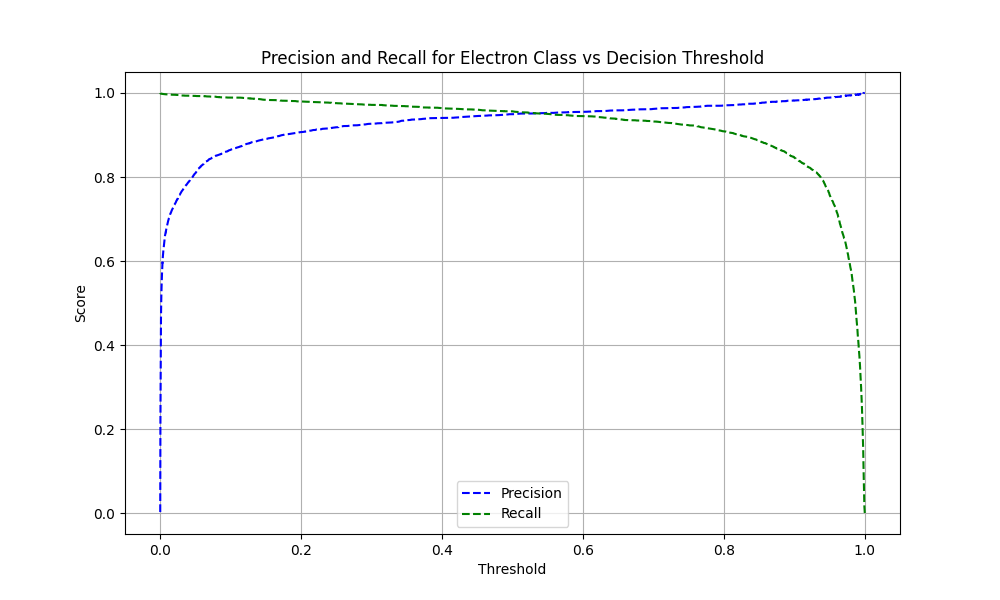 Precision and Recall for Electron Class vs Decision Threshold
1.0
0.8
0.6
0.4
0.2
0.0
Score
Precision
Recall
0.0 0.2 0.4 0.6 0.8 1.0
Threshold